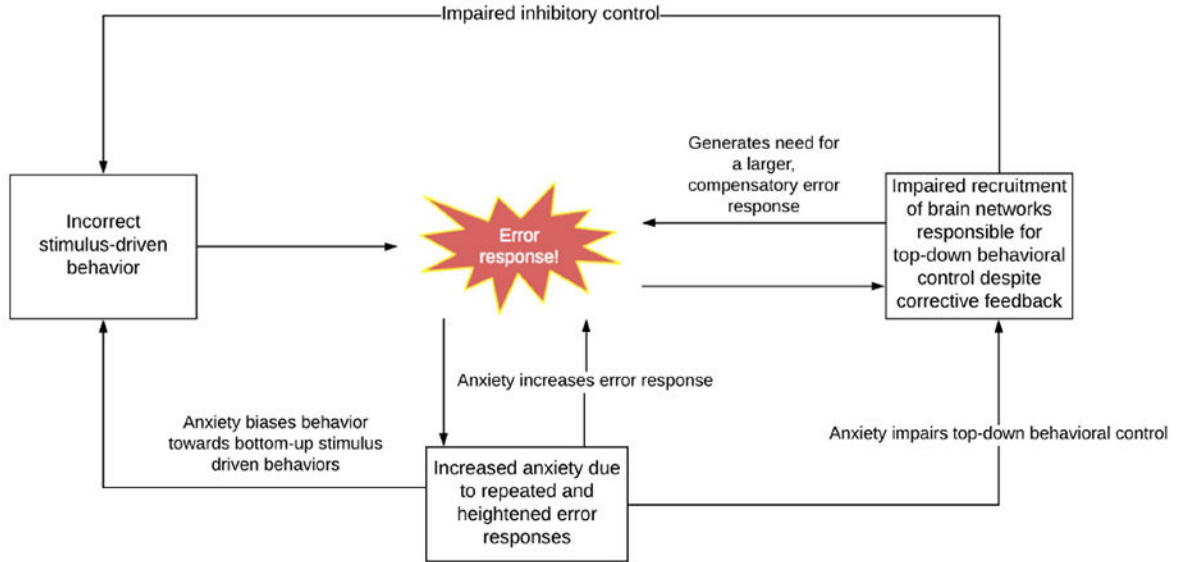 Impaired inhibitory control
Generates need for
a larger,
compensatory error
response
Incorrect
stimulus-driven
behavior
Error
response!
Impaired recruitment
of brain networks
responsible for
top-down behavioral
control despite
corrective feedback
Anxiety increases error response
Anxiety biases behavior
towards bottom-up stimulus
driven behaviors
Anxiety impairs top-down behavioral control
Increased anxiety due
to repeated and
heightened error
responses